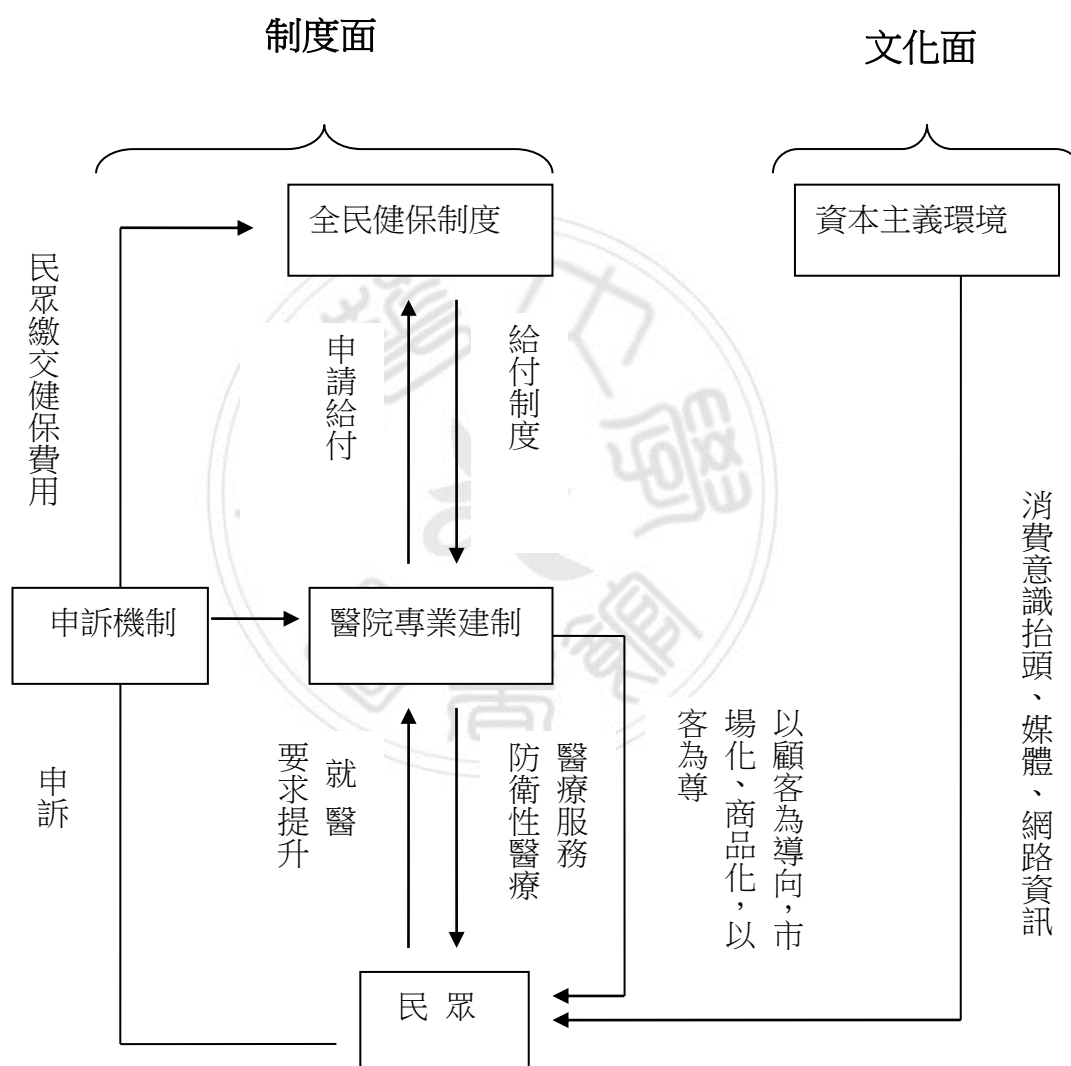 制度面
文化面
全民健保制度
資本主義環境
民眾繳交健保費用
申請給付
給付制度
申訴機制
醫院專業建制
消費意識抬頭、媒體、網路資訊
申訴
就 醫
要求提升
醫療服務
防衛性醫療
以顧客為導向，市
場化、商品化，以
客為尊
民 眾